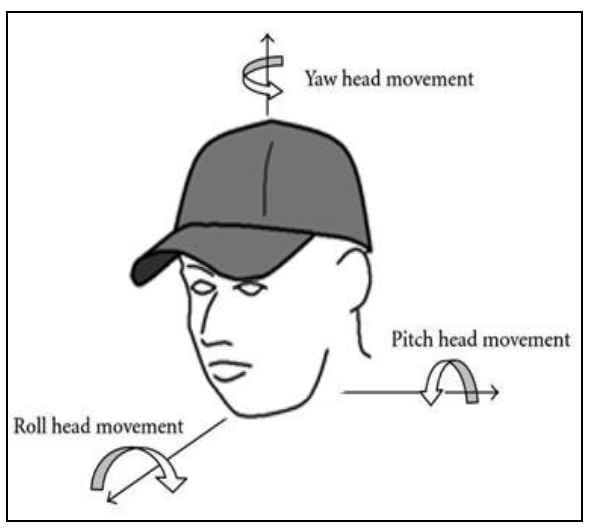 Yaw head movement
Pitch head movement
Roll head movement